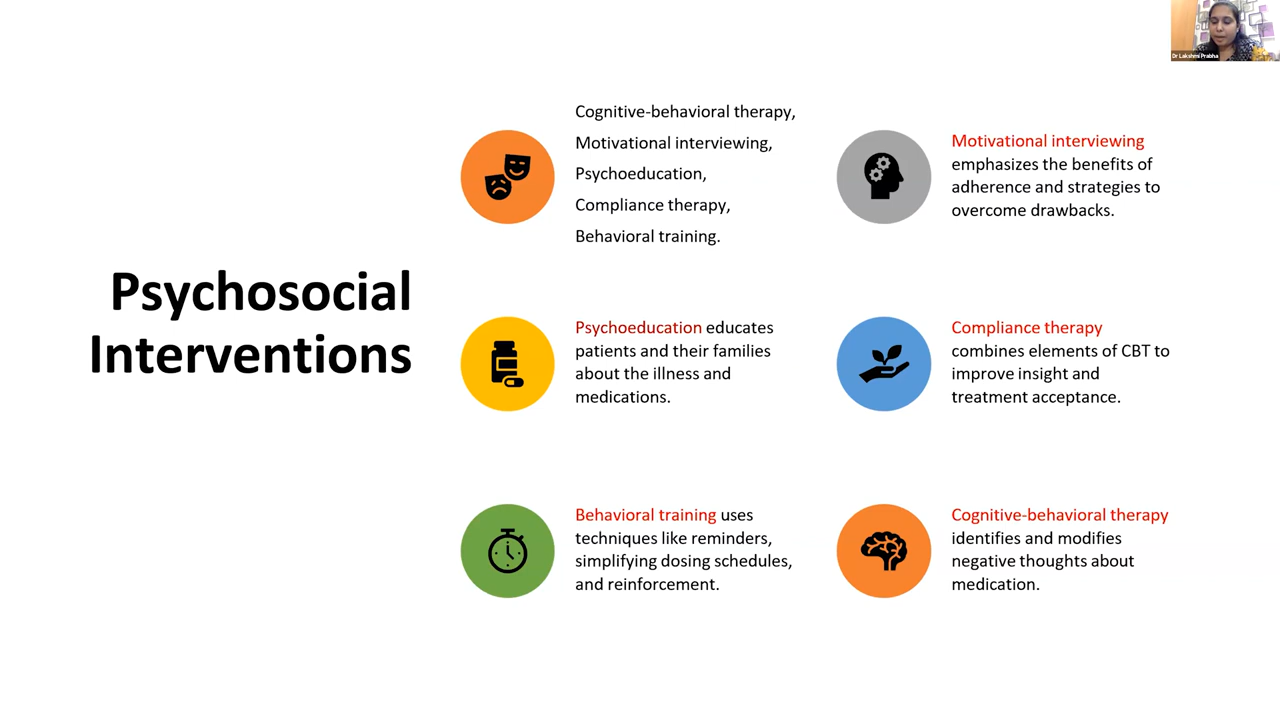 Dr Lakshmi Prabha
Psychosocial
Interventions
Cognitive-behavioral therapy,
Motivational interviewing,
Psychoeducation,
Compliance therapy,
Behavioral training.
Motivational interviewing
emphasizes the benefits of
adherence and strategies to
overcome drawbacks.
Psychoeducation educates
patients and their families
about the illness and
medications.
Compliance therapy
combines elements of CBT to
improve insight and
treatment acceptance.
Behavioral training uses
techniques like reminders,
simplifying dosing schedules,
and reinforcement.
Cognitive-behavioral therapy
identifies and modifies
negative thoughts about
medication.